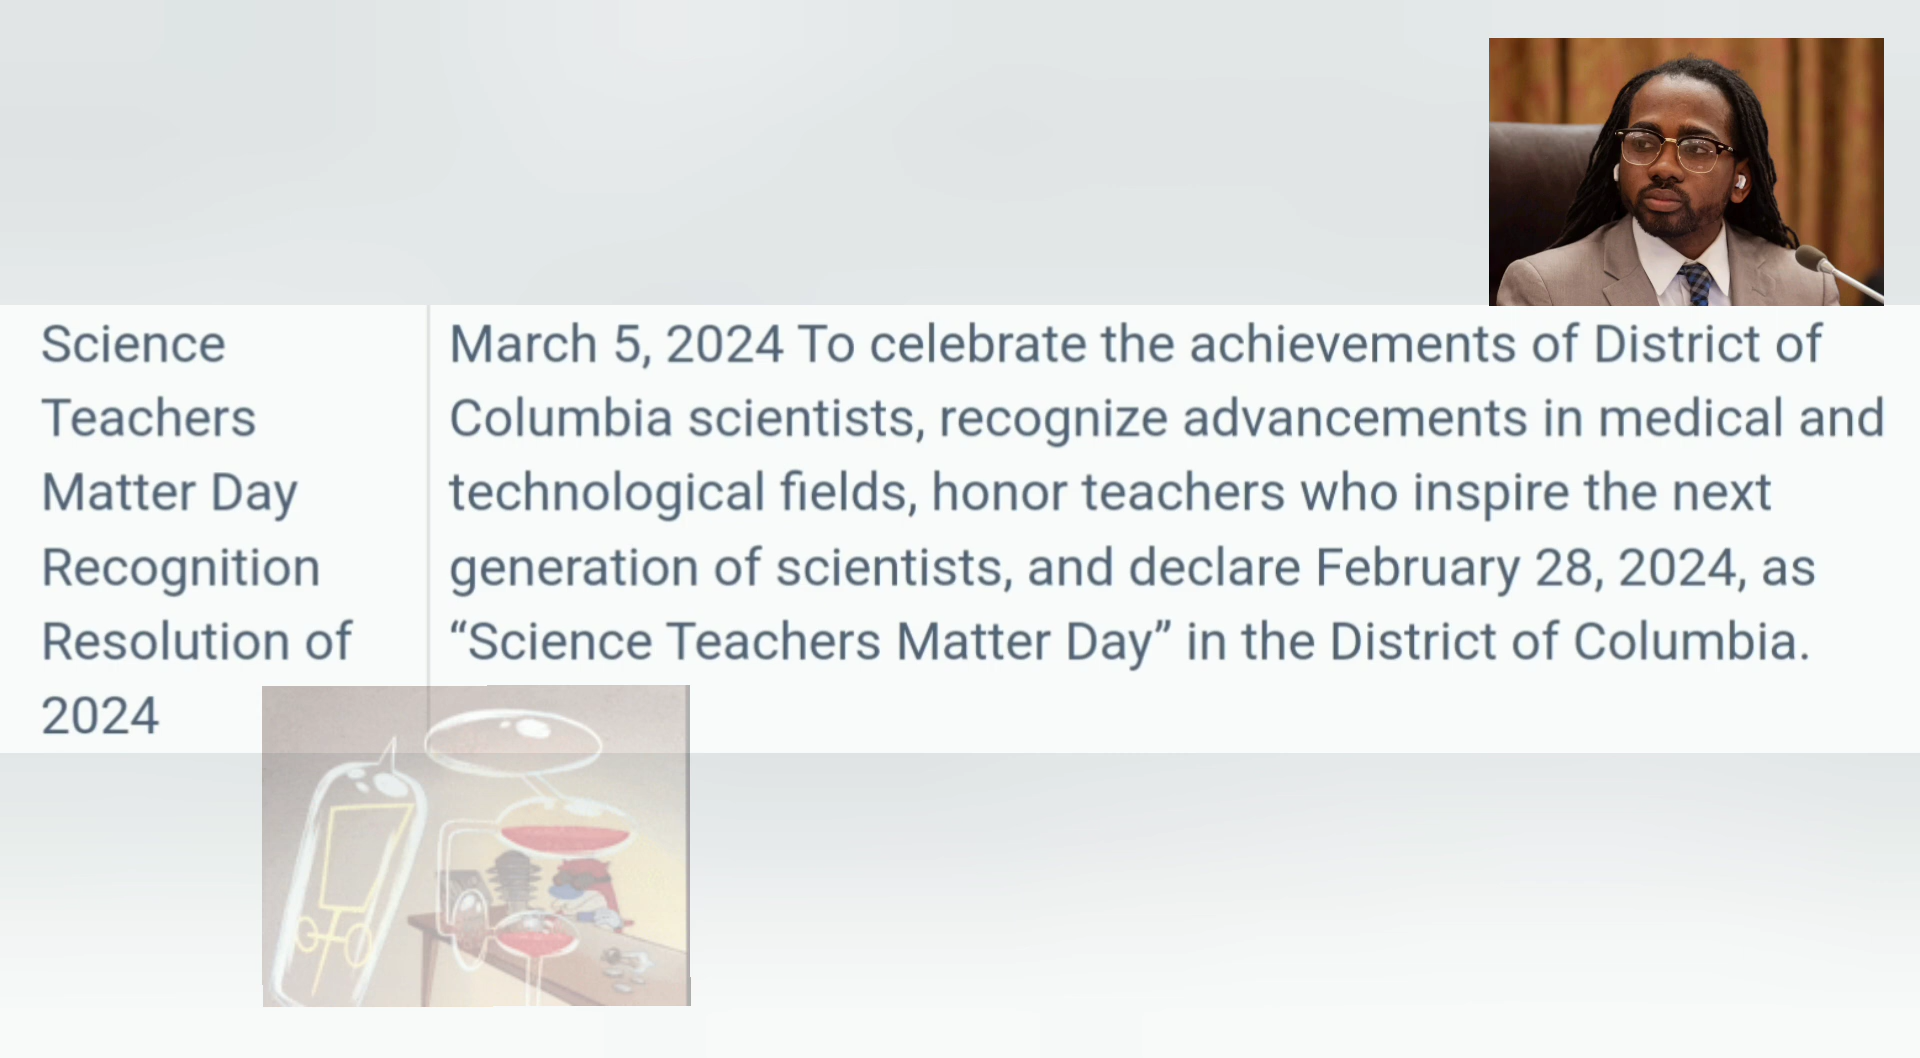 Science
Teachers
Matter Day
Recognition
Resolution of
2024
March 5, 2024 To celebrate the achievements of District of
Columbia scientists, recognize advancements in medical and
technological fields, honor teachers who inspire the next
generation of scientists, and declare February 28, 2024, as
“Science Teachers Matter Day” in the District of Columbia.